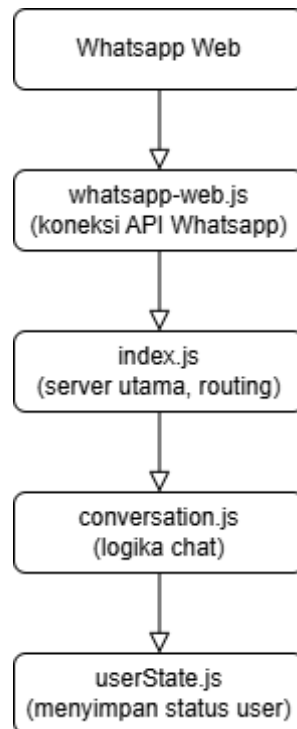 Whatsapp Web
whatsapp-web.js
(koneksi API Whatsapp)
index.js
(server utama, routing)
conversation.js
(logika chat)
userState.js
(menyimpan status user)